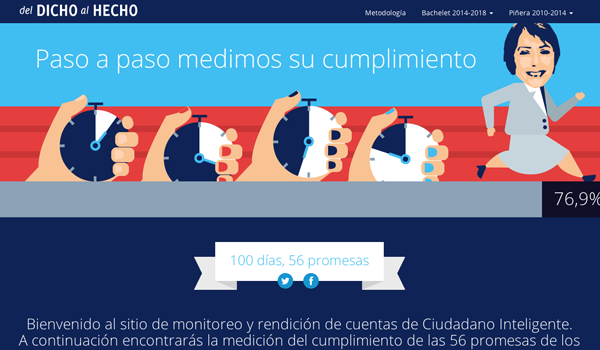 del DICHO al HECHO
Metodología
Bachelet 2014-2018
Piñera 2010-2014
Paso a paso medimos su cumplimiento
76,9%
100 días, 56 promesas
Bienvenido al sitio de monitoreo y rendición de cuentas de Ciudadano Inteligente.
A continuación encontrarás la medición del cumplimiento de las 56 promesas de los